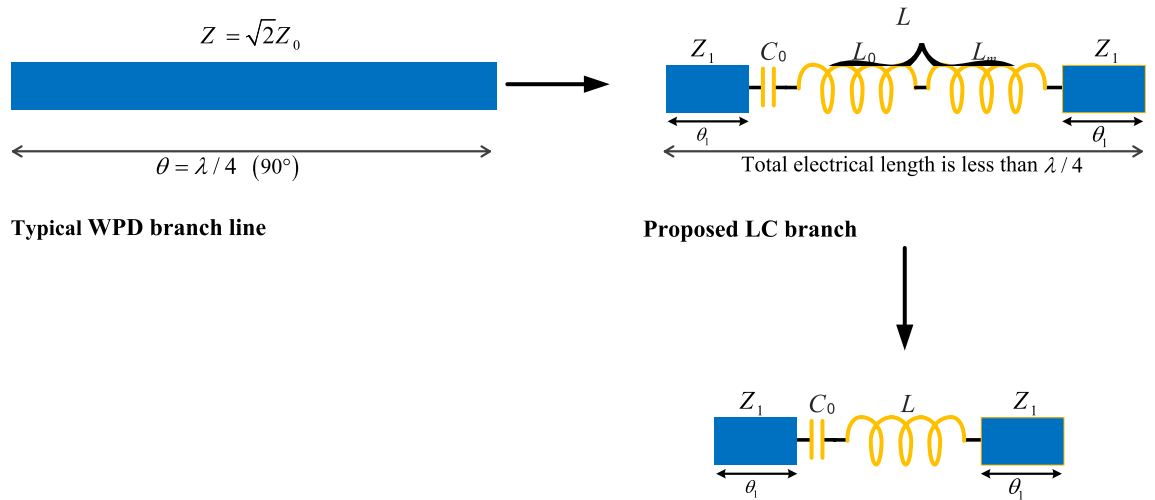 Z = √2Z₀
θ = λ / 4 (90°)
Typical WPD branch line
L
Z₁ C₀ L₀ Lₘ Z₁
θ₁ θ₁
Total electrical length is less than λ / 4
Proposed LC branch
Z₁ C₀ L Z₁
θ₁ θ₁